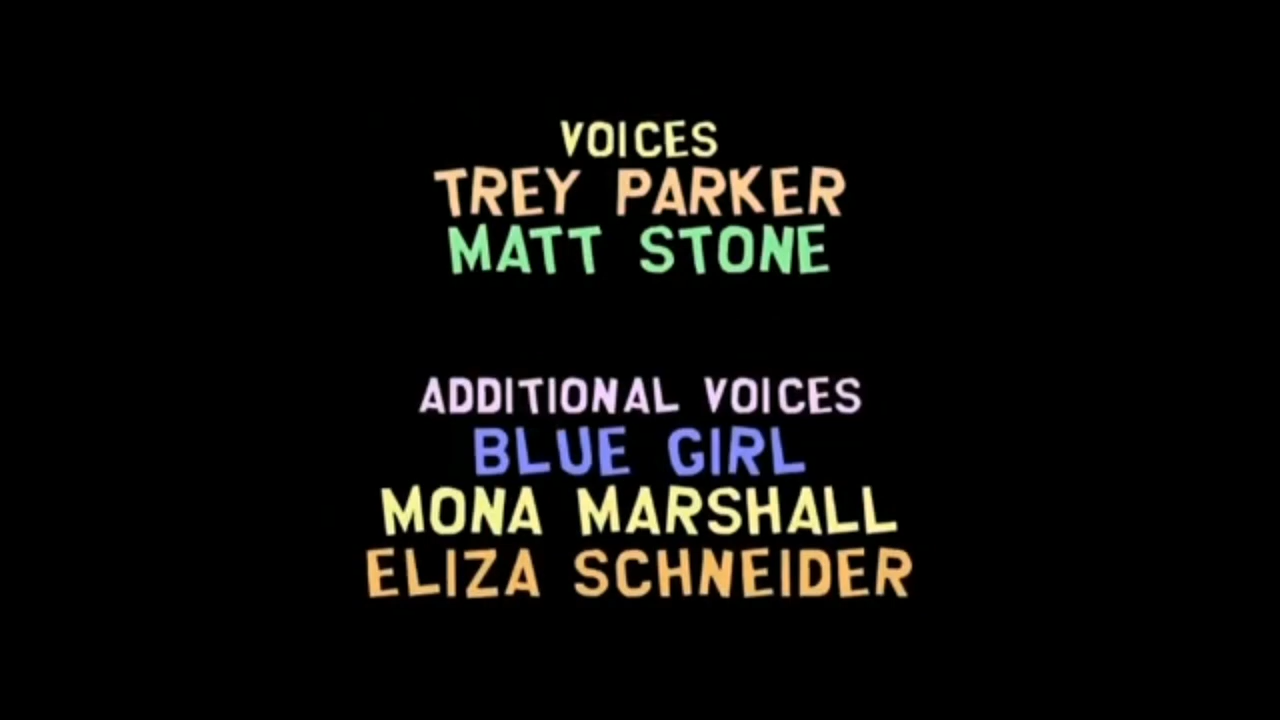 VOICES
TREY PARKER
MATT STONE
ADDITIONAL VOICES
BLUE GIRL
MONA MARSHALL
ELIZA SCHNEIDER